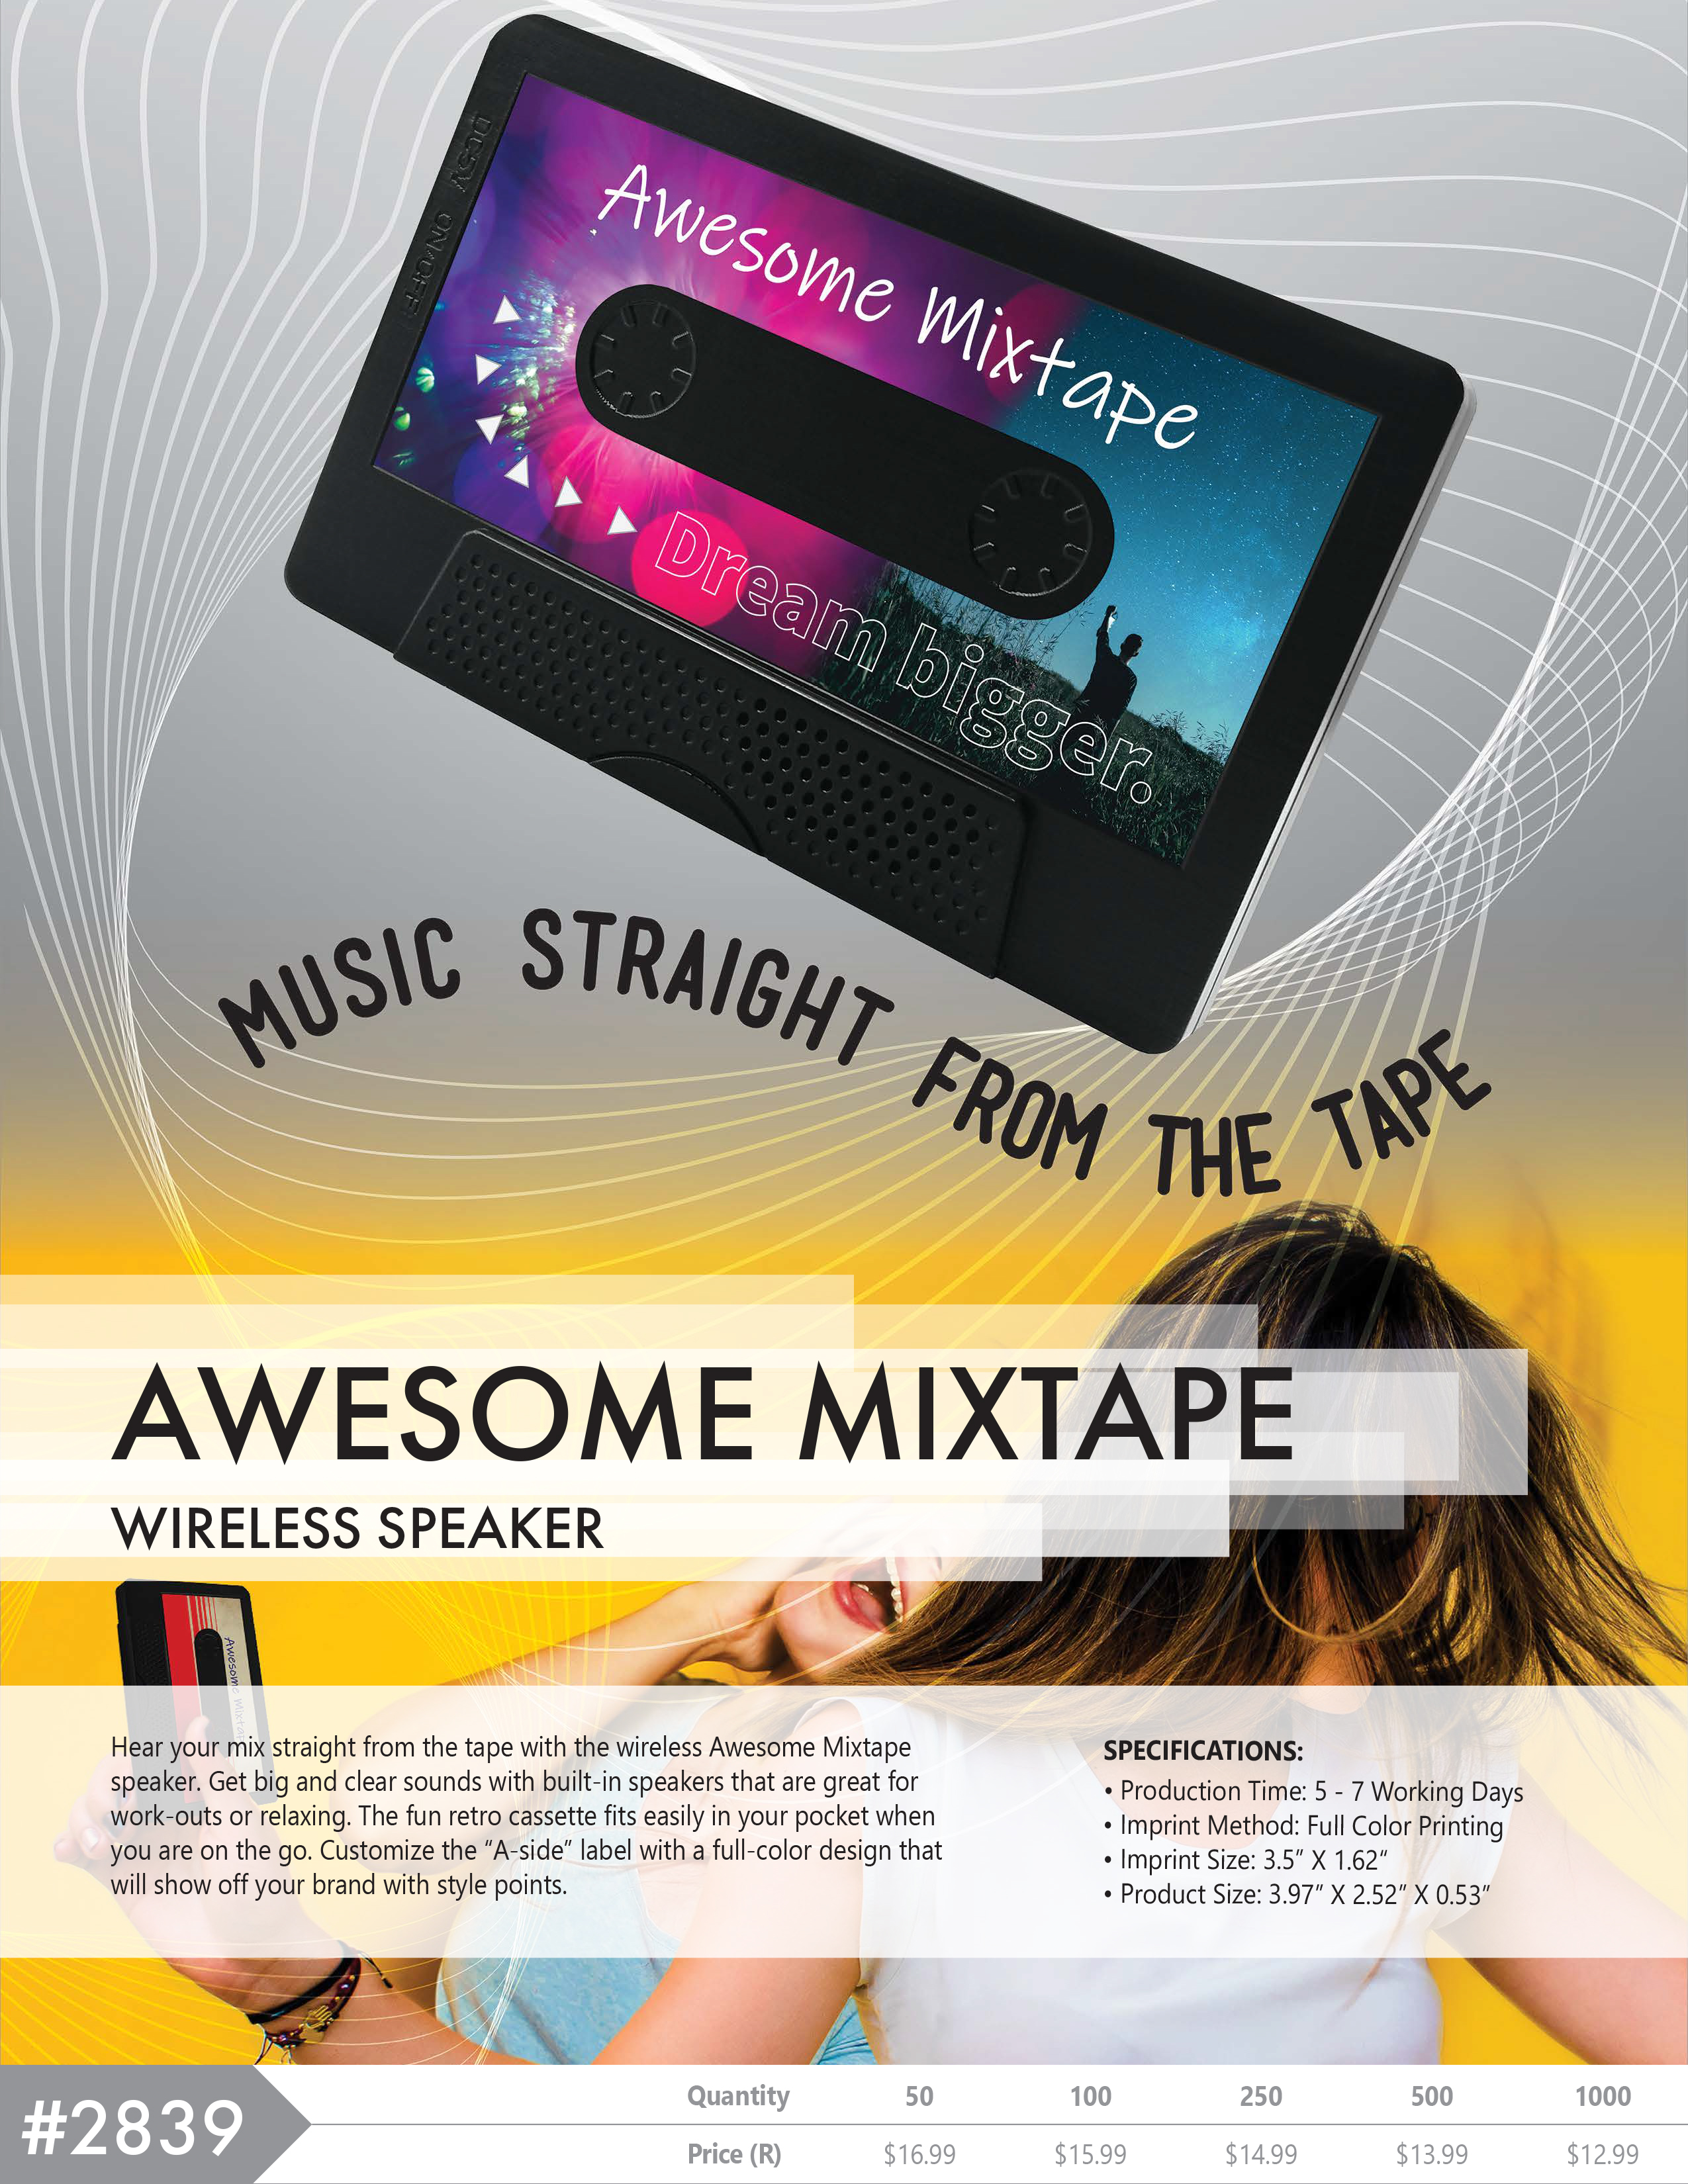 DC5V ON/OFF
Awesome Mixtape
Dream bigger.
MUSIC STRAIGHT FROM THE TAPE
AWESOME MIXTAPE
WIRELESS SPEAKER
Awesome Mixtape
Hear your mix straight from the tape with the wireless Awesome Mixtape
speaker. Get big and clear sounds with built-in speakers that are great for
work-outs or relaxing. The fun retro cassette fits easily in your pocket when
you are on the go. Customize the “A-side” label with a full-color design that
will show off your brand with style points.
SPECIFICATIONS:
• Production Time: 5 - 7 Working Days
• Imprint Method: Full Color Printing
• Imprint Size: 3.5” X 1.62“
• Product Size: 3.97” X 2.52” X 0.53”
#2839
Quantity 50 100 250 500 1000
Price (R) $16.99 $15.99 $14.99 $13.99 $12.99